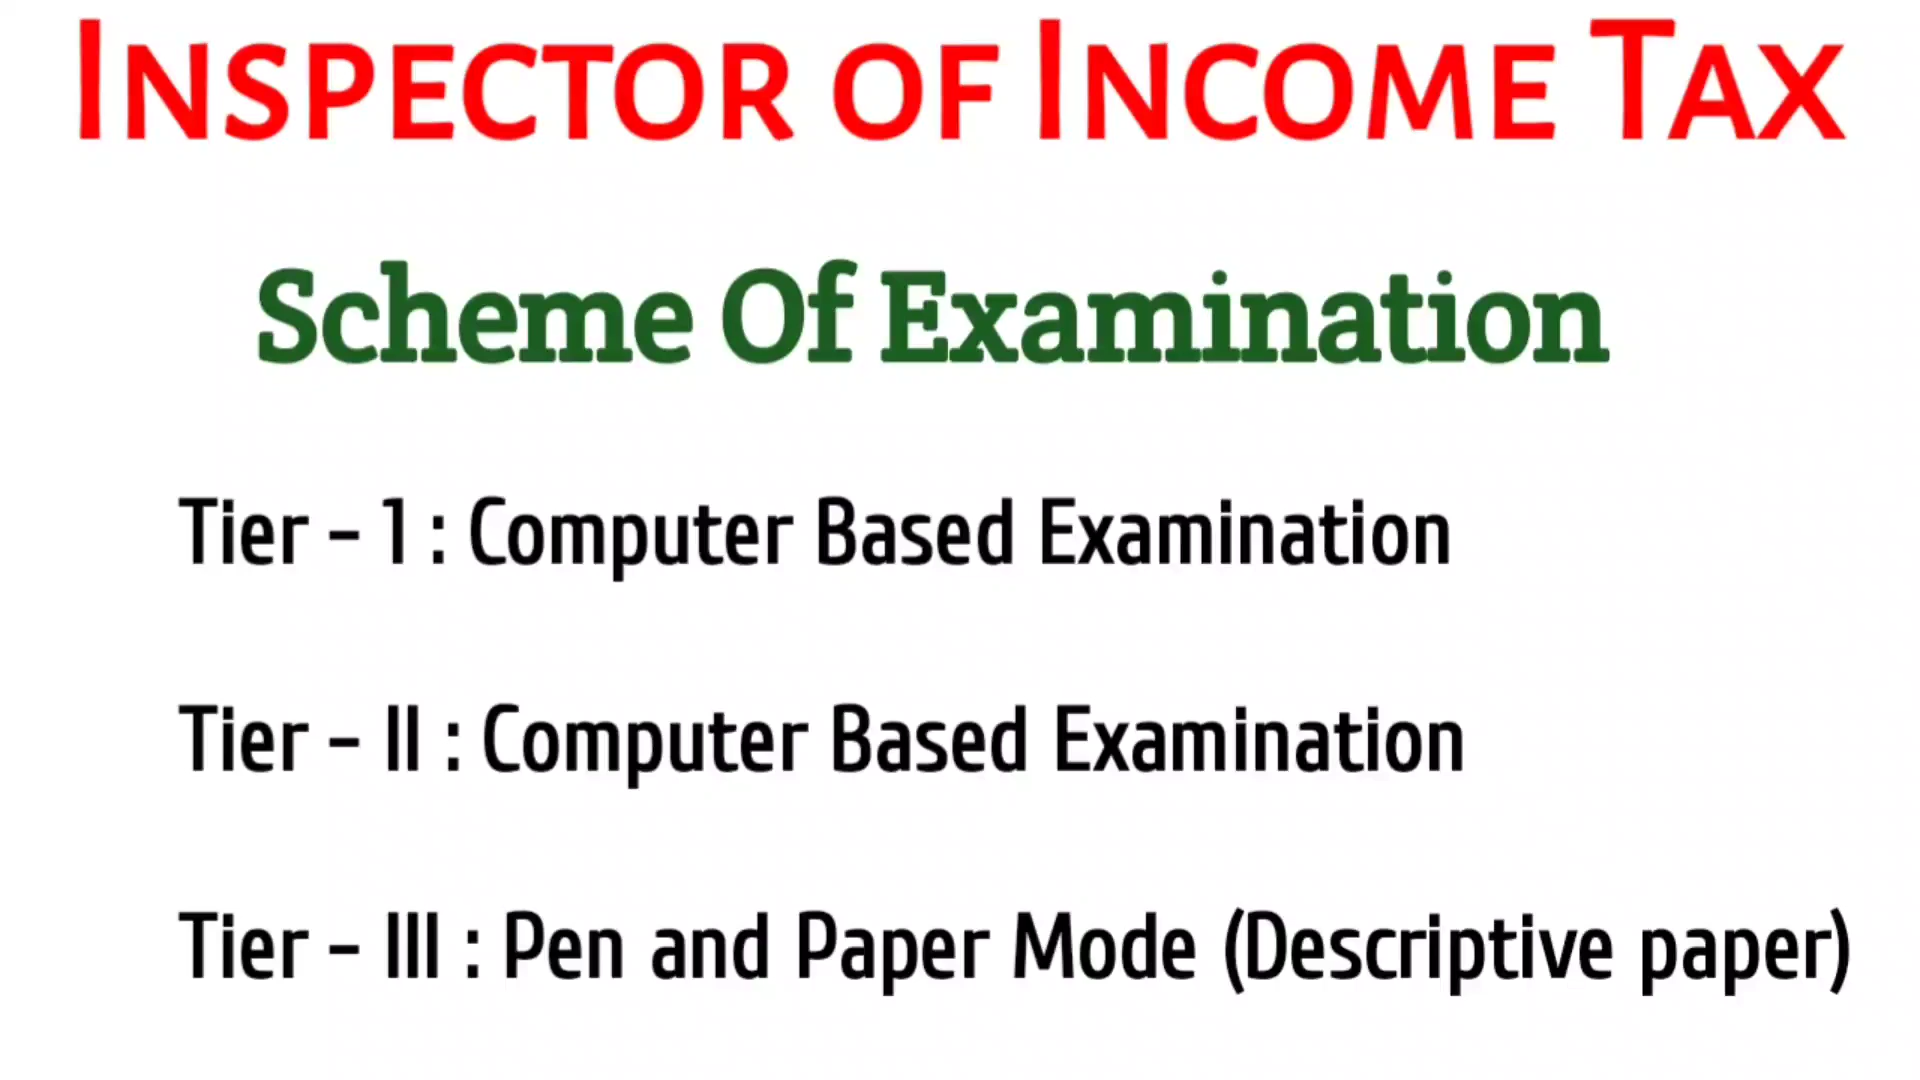 Inspector of Income Tax
Scheme Of Examination
Tier - 1 : Computer Based Examination
Tier - II : Computer Based Examination
Tier - III : Pen and Paper Mode (Descriptive paper)